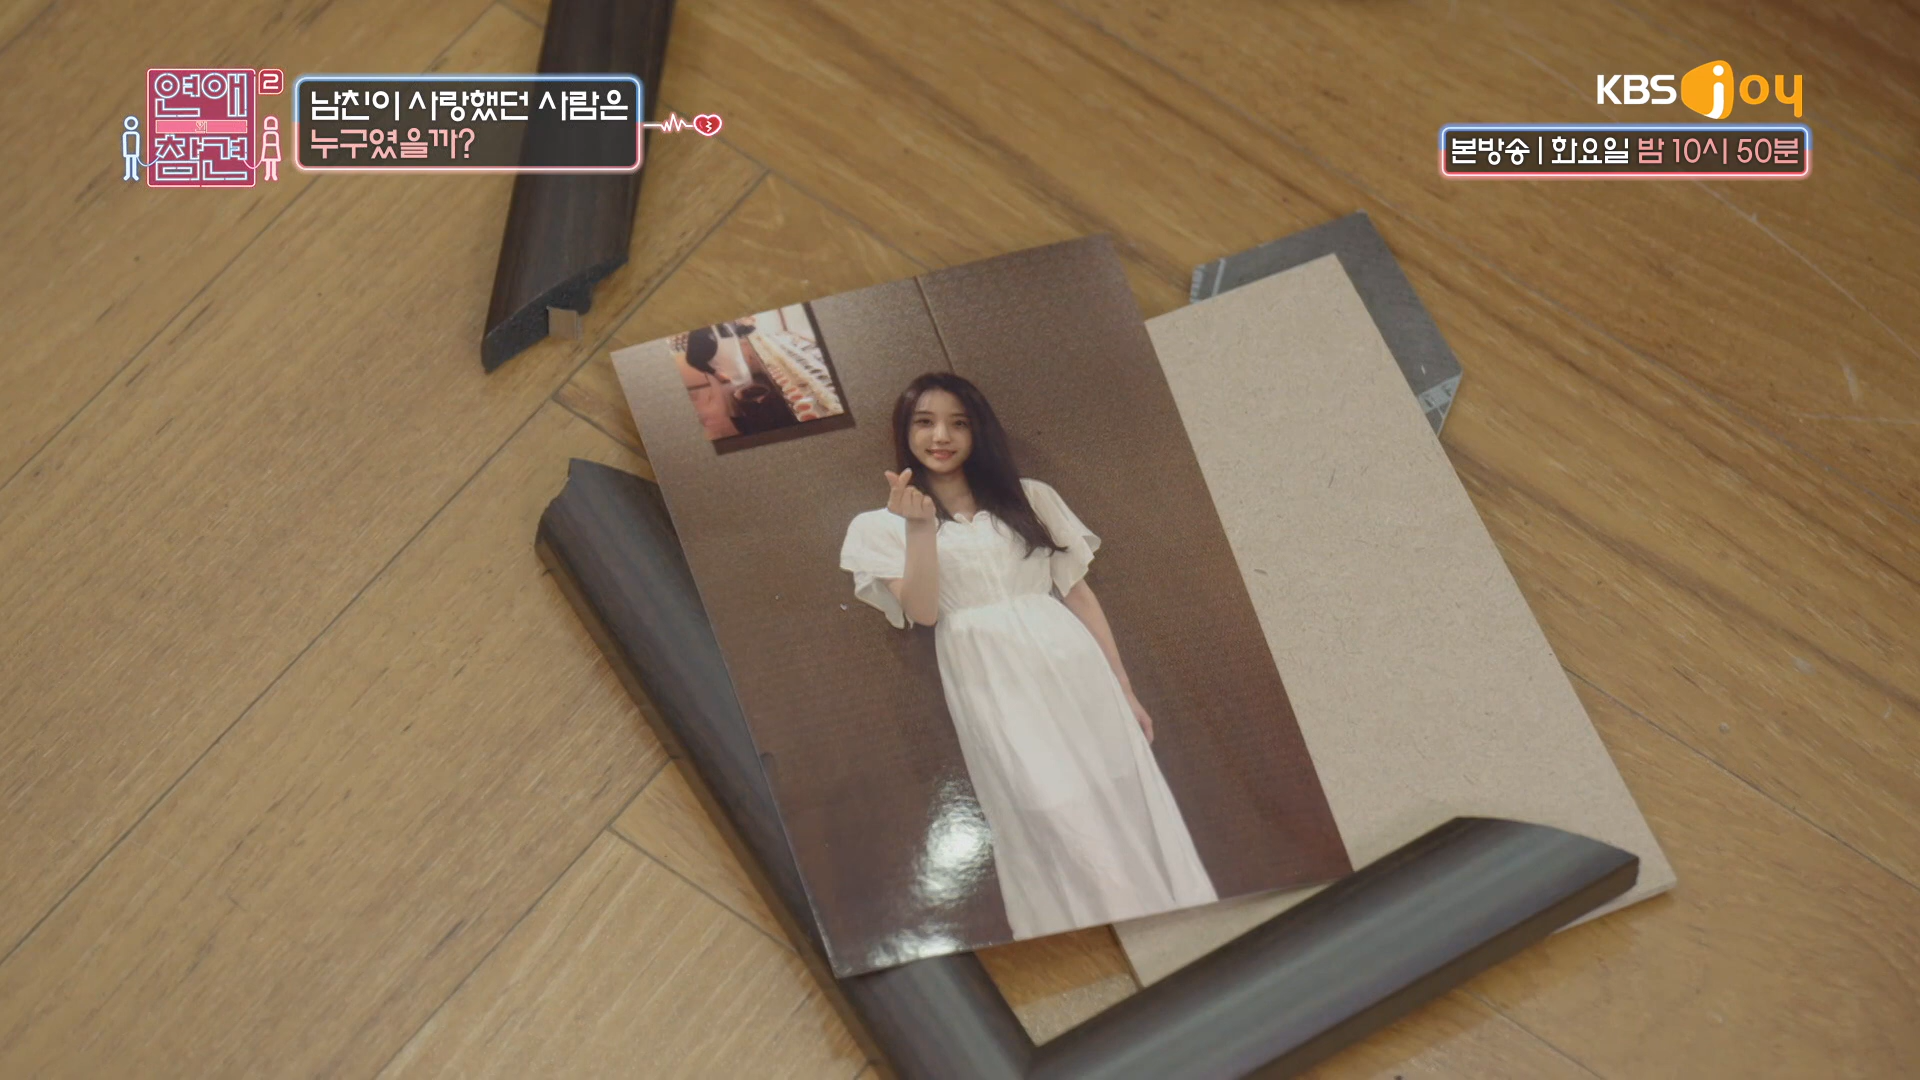 연애의
참견 2
남친이 사랑했던 사람은
누구였을까?
KBS joy
본방송 | 화요일 밤 10시 50분